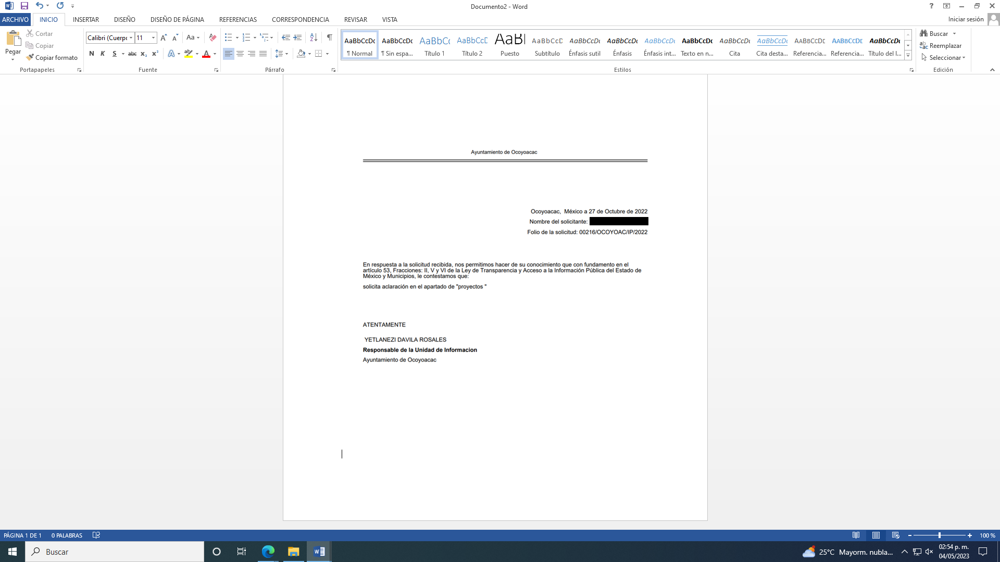 Documento2 - Word
ARCHIVO INICIO INSERTAR DISEÑO DISEÑO DE PÁGINA REFERENCIAS CORRESPONDENCIA REVISAR VISTA Iniciar sesión
Pegar
Cortar
Copiar
Copiar formato
Portapapeles
Calibri (Cuerpo 11
N K S abc x₂ x²
Fuente
Párrafo
AaBbCcDc AaBbCcDc AaBbCc AaBbCcD AaBl AaBbCcD AaBbCcDc AaBbCcDc AaBbCcDc AaBbCcDc AaBbCcDc AaBbCcDc AABBCCDD AABBCCDD AaBbCcDc
¶ Normal ¶ Sin espa... Título 1 Título 2 Puesto Subtítulo Énfasis sutil Énfasis Énfasis int... Texto en n... Cita Cita desta... Referencia... Referencia... Título del l...
Estilos
Buscar
Reemplazar
Seleccionar
Edición
Ayuntamiento de Ocoyoacac
Ocoyoacac, México a 27 de Octubre de 2022
Nombre del solicitante:
Folio de la solicitud: 00216/OCOYOAC/IP/2022
En respuesta a la solicitud recibida, nos permitimos hacer de su conocimiento que con fundamento en el
artículo 53, Fracciones: II, V y VI de la Ley de Transparencia y Acceso a la Información Pública del Estado de
México y Municipios, le contestamos que:
solicita aclaración en el apartado de "proyectos "
ATENTAMENTE
YETLANEZI DAVILA ROSALES
Responsable de la Unidad de Informacion
Ayuntamiento de Ocoyoacac
PÁGINA 1 DE 1 0 PALABRAS 100 %
Buscar
25°C Mayorm. nubla...
02:54 p. m.
04/05/2023